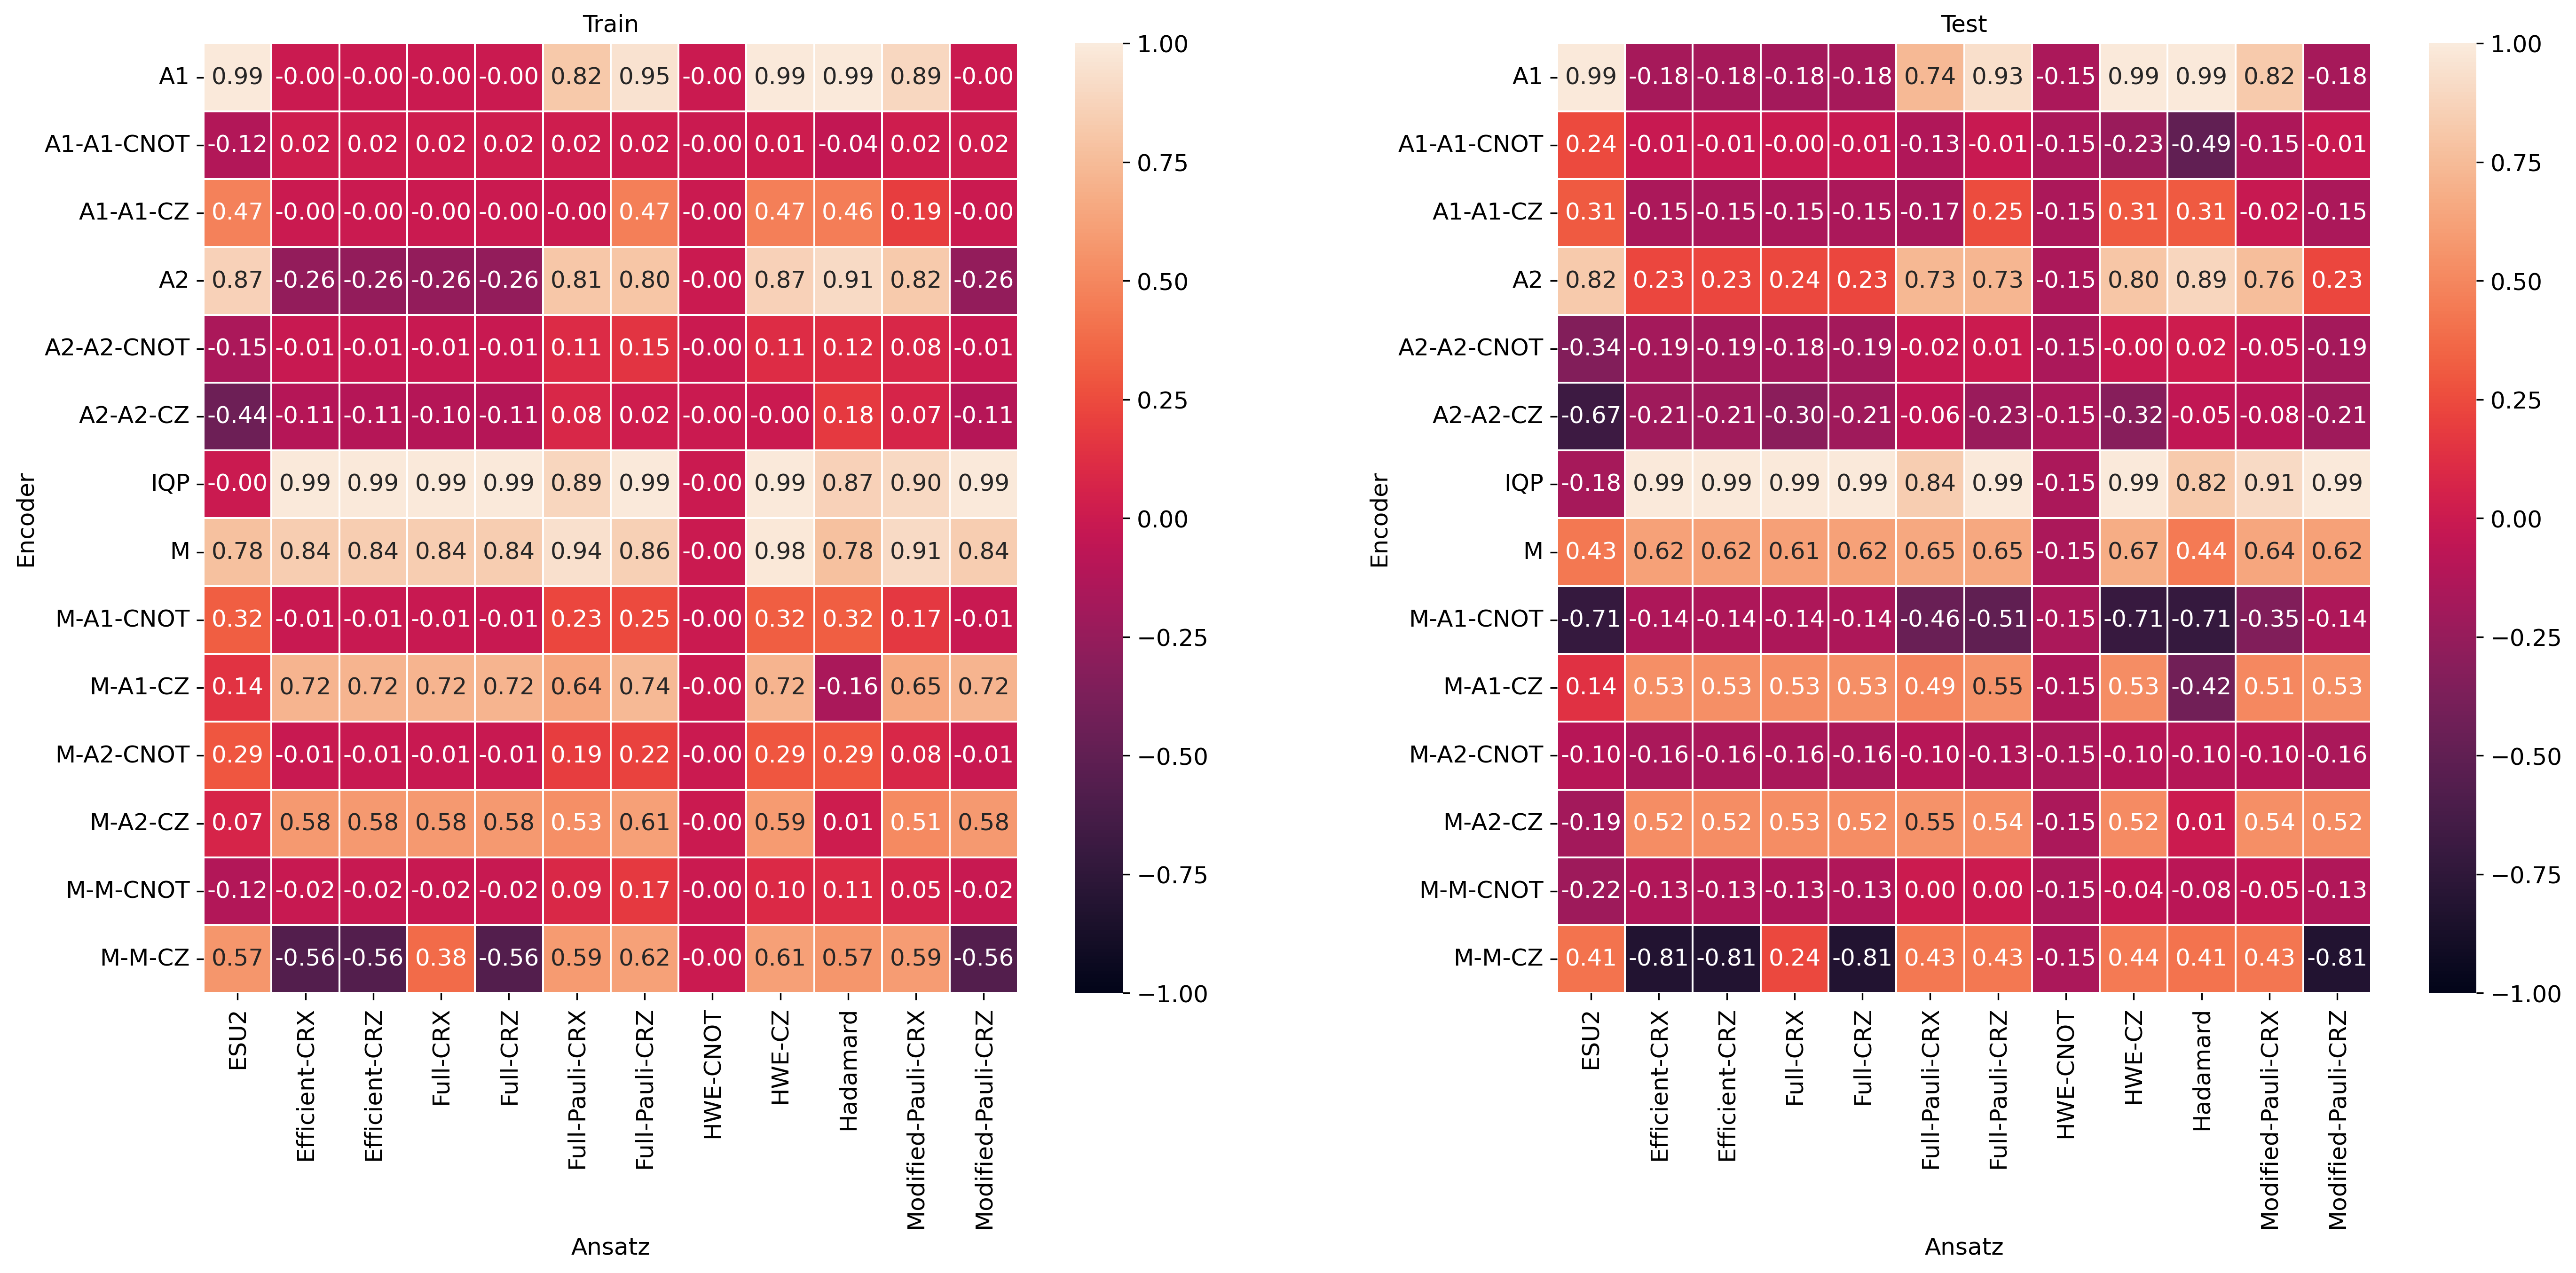 Train
A1 0.99 -0.00 -0.00 -0.00 -0.00 0.82 0.95 -0.00 0.99 0.99 0.89 -0.00
A1-A1-CNOT -0.12 0.02 0.02 0.02 0.02 0.02 0.02 -0.00 0.01 -0.04 0.02 0.02
A1-A1-CZ 0.47 -0.00 -0.00 -0.00 -0.00 -0.00 0.47 -0.00 0.47 0.46 0.19 -0.00
A2 0.87 -0.26 -0.26 -0.26 -0.26 0.81 0.80 -0.00 0.87 0.91 0.82 -0.26
A2-A2-CNOT -0.15 -0.01 -0.01 -0.01 -0.01 0.11 0.15 -0.00 0.11 0.12 0.08 -0.01
A2-A2-CZ -0.44 -0.11 -0.11 -0.10 -0.11 0.08 0.02 -0.00 -0.00 0.18 0.07 -0.11
IQP -0.00 0.99 0.99 0.99 0.99 0.89 0.99 -0.00 0.99 0.87 0.90 0.99
M 0.78 0.84 0.84 0.84 0.84 0.94 0.86 -0.00 0.98 0.78 0.91 0.84
M-A1-CNOT 0.32 -0.01 -0.01 -0.01 -0.01 0.23 0.25 -0.00 0.32 0.32 0.17 -0.01
M-A1-CZ 0.14 0.72 0.72 0.72 0.72 0.64 0.74 -0.00 0.72 -0.16 0.65 0.72
M-A2-CNOT 0.29 -0.01 -0.01 -0.01 -0.01 0.19 0.22 -0.00 0.29 0.29 0.08 -0.01
M-A2-CZ 0.07 0.58 0.58 0.58 0.58 0.53 0.61 -0.00 0.59 0.01 0.51 0.58
M-M-CNOT -0.12 -0.02 -0.02 -0.02 -0.02 0.09 0.17 -0.00 0.10 0.11 0.05 -0.02
M-M-CZ 0.57 -0.56 -0.56 0.38 -0.56 0.59 0.62 -0.00 0.61 0.57 0.59 -0.56
Encoder
ESU2
Efficient-CRX
Efficient-CRZ
Full-CRX
Full-CRZ
Full-Pauli-CRX
Full-Pauli-CRZ
HWE-CNOT
HWE-CZ
Hadamard
Modified-Pauli-CRX
Modified-Pauli-CRZ
Ansatz
1.00
0.75
0.50
0.25
0.00
−0.25
−0.50
−0.75
−1.00
Test
A1 0.99 -0.18 -0.18 -0.18 -0.18 0.74 0.93 -0.15 0.99 0.99 0.82 -0.18
A1-A1-CNOT 0.24 -0.01 -0.01 -0.00 -0.01 -0.13 -0.01 -0.15 -0.23 -0.49 -0.15 -0.01
A1-A1-CZ 0.31 -0.15 -0.15 -0.15 -0.15 -0.17 0.25 -0.15 0.31 0.31 -0.02 -0.15
A2 0.82 0.23 0.23 0.24 0.23 0.73 0.73 -0.15 0.80 0.89 0.76 0.23
A2-A2-CNOT -0.34 -0.19 -0.19 -0.18 -0.19 -0.02 0.01 -0.15 -0.00 0.02 -0.05 -0.19
A2-A2-CZ -0.67 -0.21 -0.21 -0.30 -0.21 -0.06 -0.23 -0.15 -0.32 -0.05 -0.08 -0.21
IQP -0.18 0.99 0.99 0.99 0.99 0.84 0.99 -0.15 0.99 0.82 0.91 0.99
M 0.43 0.62 0.62 0.61 0.62 0.65 0.65 -0.15 0.67 0.44 0.64 0.62
M-A1-CNOT -0.71 -0.14 -0.14 -0.14 -0.14 -0.46 -0.51 -0.15 -0.71 -0.71 -0.35 -0.14
M-A1-CZ 0.14 0.53 0.53 0.53 0.53 0.49 0.55 -0.15 0.53 -0.42 0.51 0.53
M-A2-CNOT -0.10 -0.16 -0.16 -0.16 -0.16 -0.10 -0.13 -0.15 -0.10 -0.10 -0.10 -0.16
M-A2-CZ -0.19 0.52 0.52 0.53 0.52 0.55 0.54 -0.15 0.52 0.01 0.54 0.52
M-M-CNOT -0.22 -0.13 -0.13 -0.13 -0.13 0.00 0.00 -0.15 -0.04 -0.08 -0.05 -0.13
M-M-CZ 0.41 -0.81 -0.81 0.24 -0.81 0.43 0.43 -0.15 0.44 0.41 0.43 -0.81
Encoder
ESU2
Efficient-CRX
Efficient-CRZ
Full-CRX
Full-CRZ
Full-Pauli-CRX
Full-Pauli-CRZ
HWE-CNOT
HWE-CZ
Hadamard
Modified-Pauli-CRX
Modified-Pauli-CRZ
Ansatz
1.00
0.75
0.50
0.25
0.00
−0.25
−0.50
−0.75
−1.00